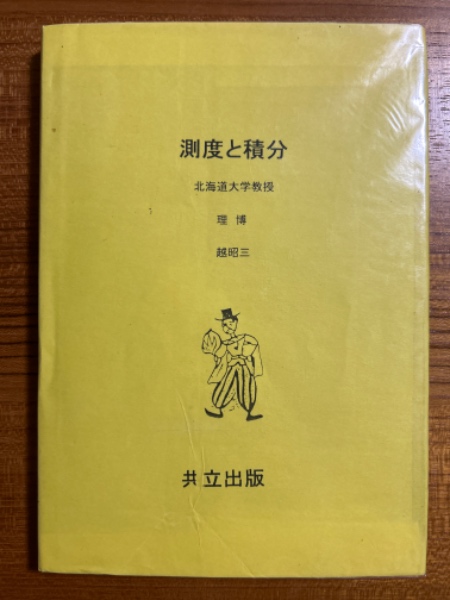 測度と積分
北海道大学教授
理博
越昭三
共立出版